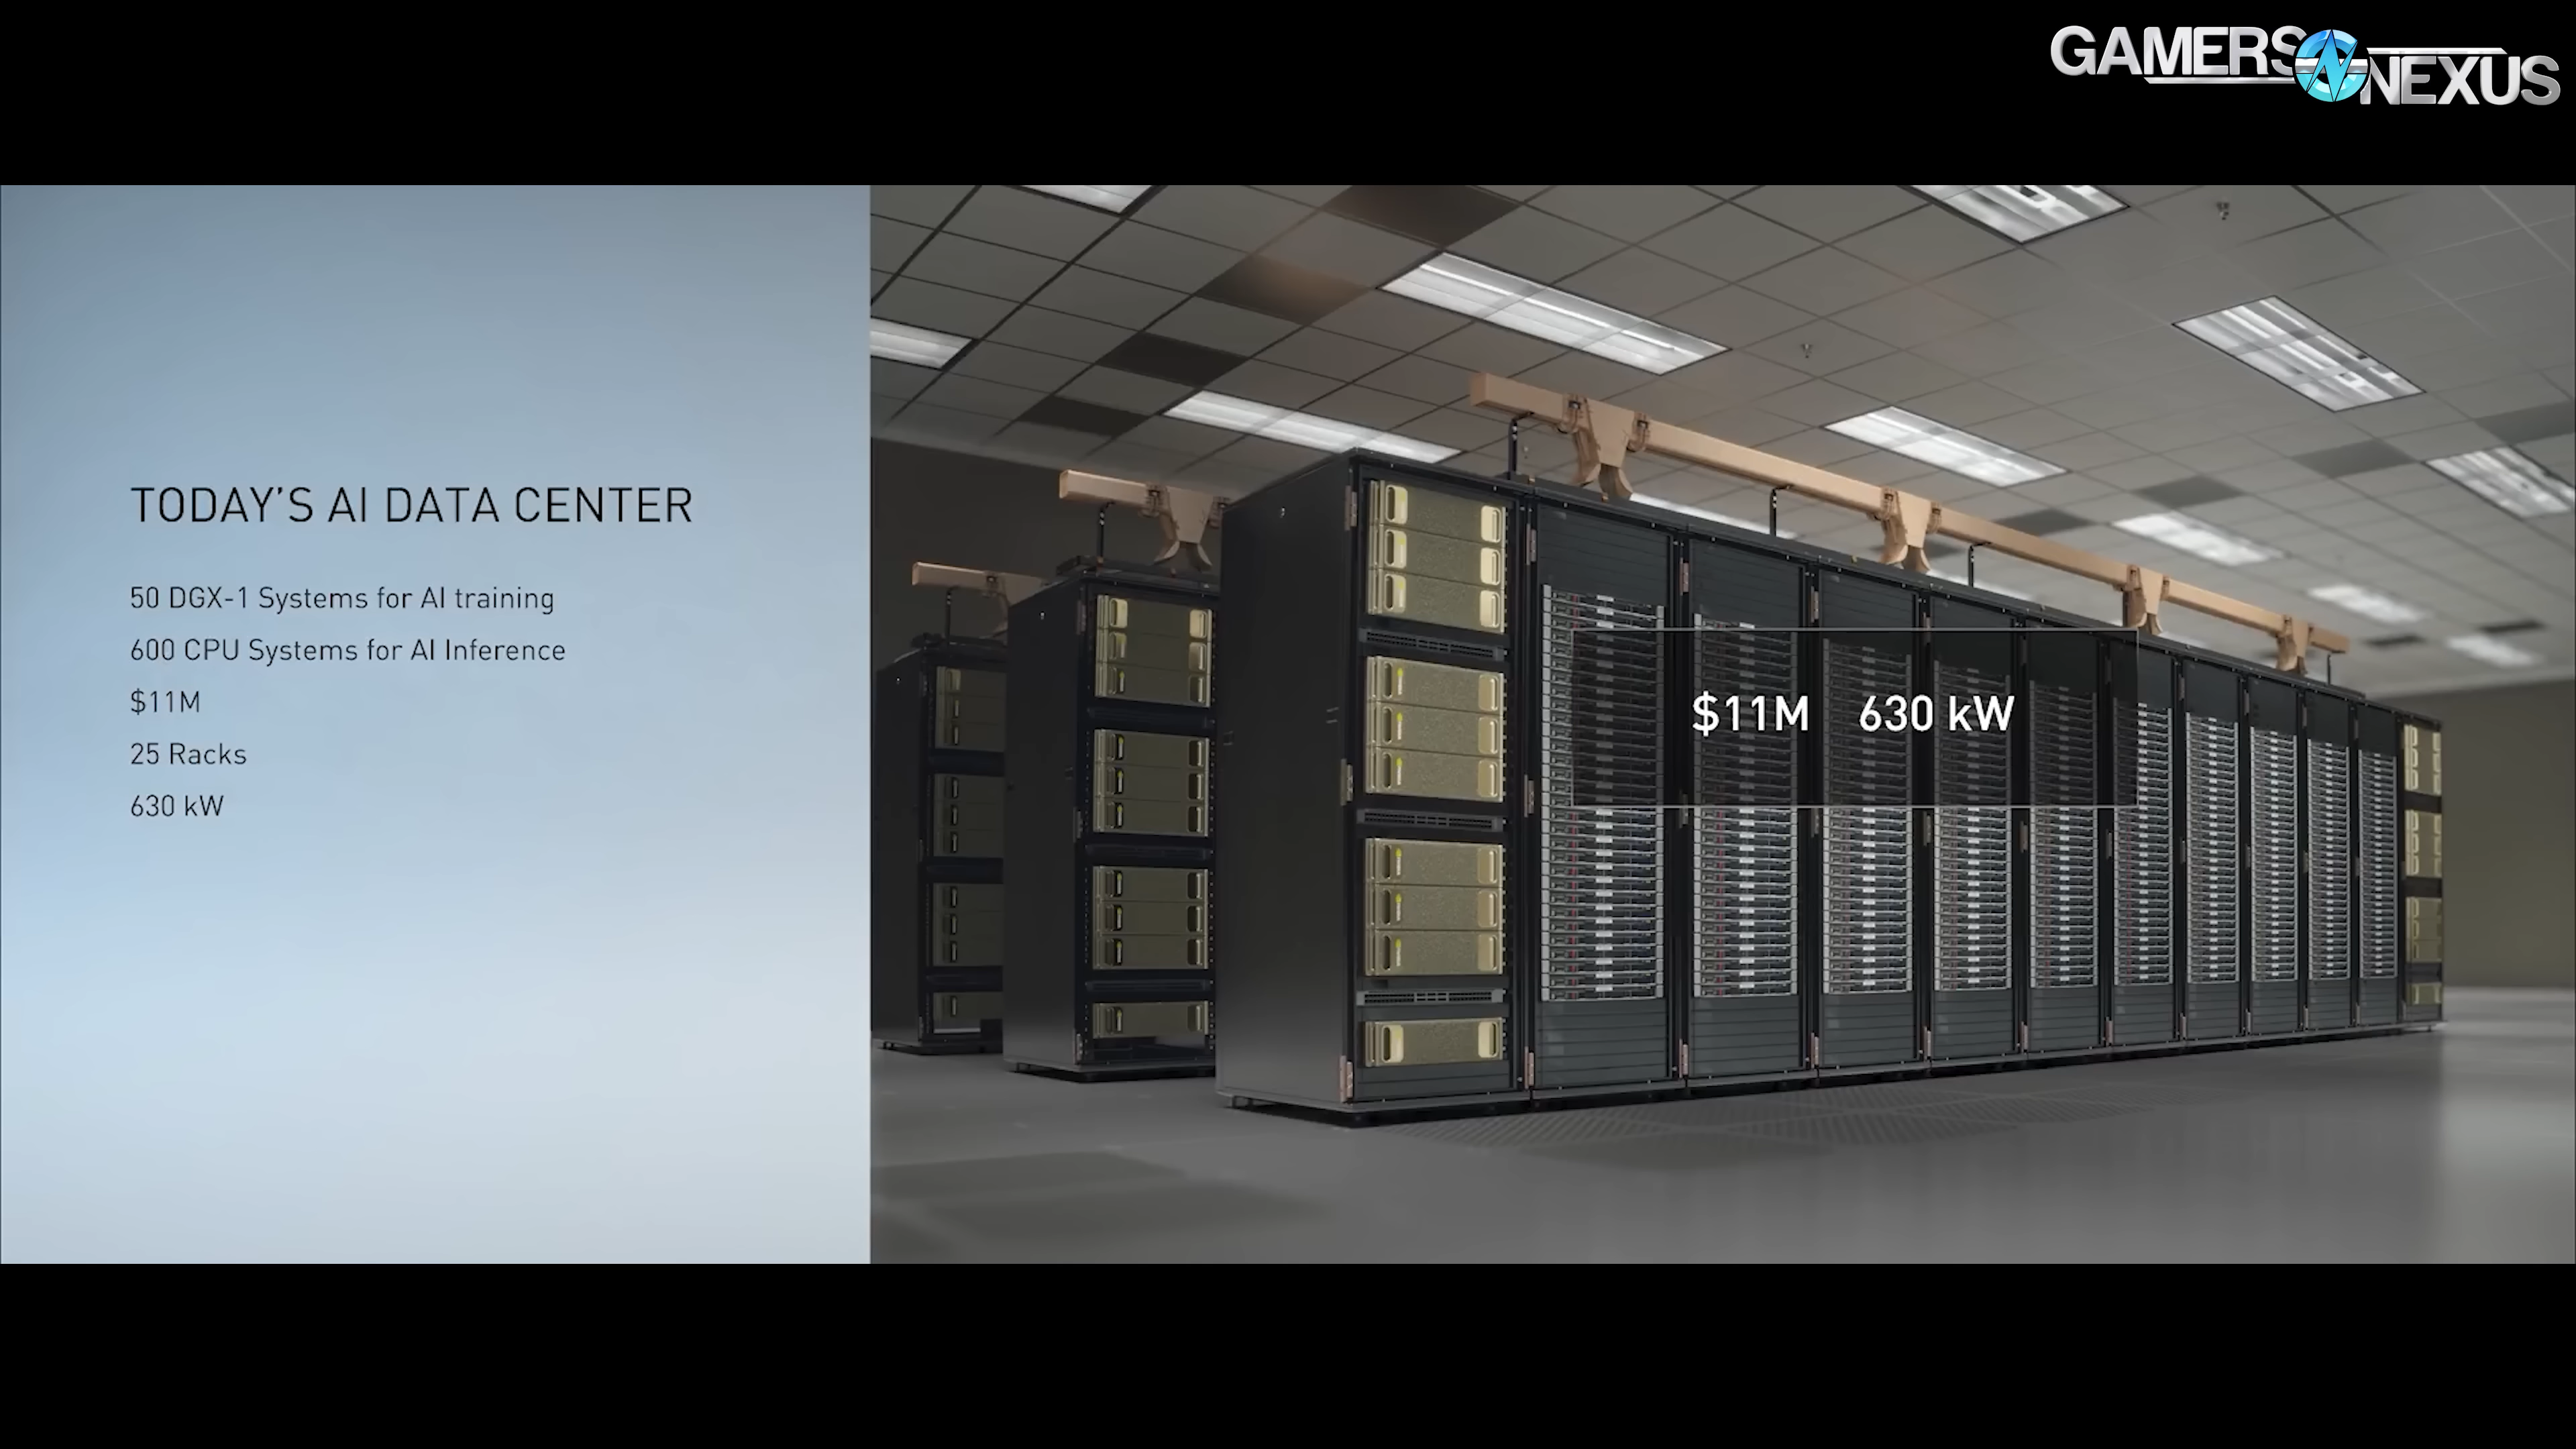 GAMERS NEXUS
TODAY'S AI DATA CENTER
50 DGX-1 Systems for AI training
600 CPU Systems for AI Inference
$11M
25 Racks
630 kW
$11M 630 kW